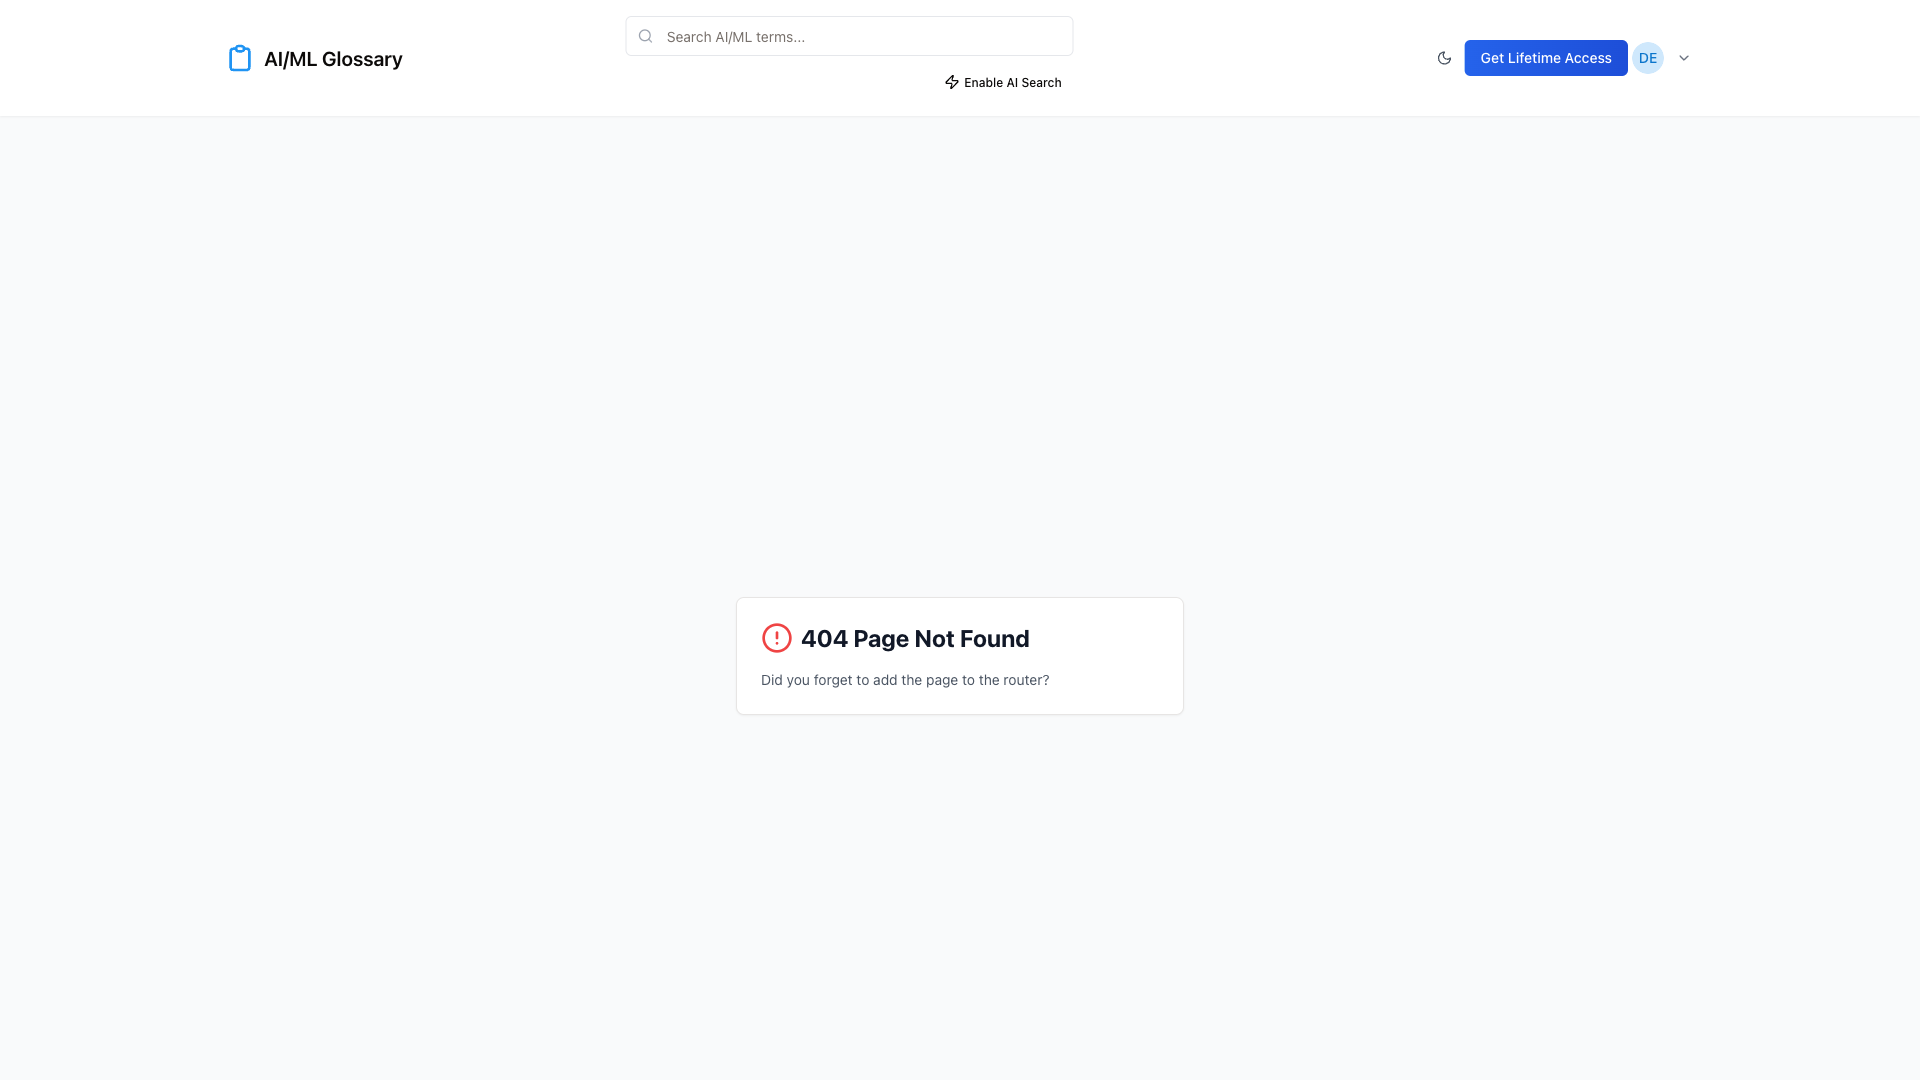 AI/ML Glossary
Search AI/ML terms...
Enable AI Search
Get Lifetime Access
DE
404 Page Not Found
Did you forget to add the page to the router?